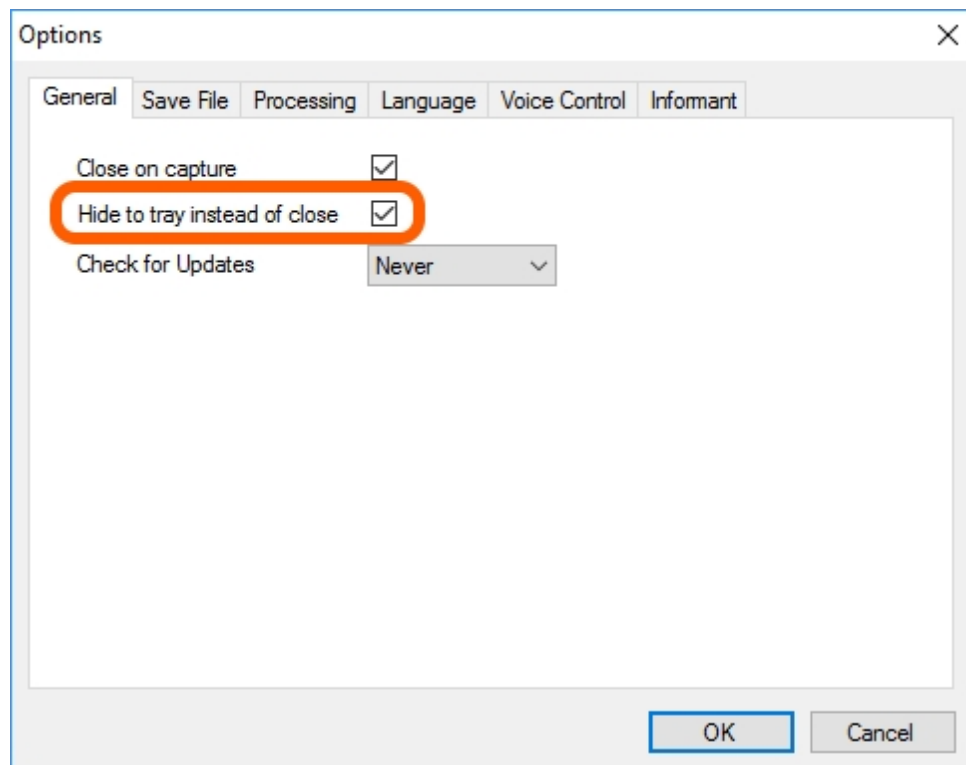 Options
General Save File Processing Language Voice Control Informant
Close on capture
Hide to tray instead of close
Check for Updates Never
OK Cancel